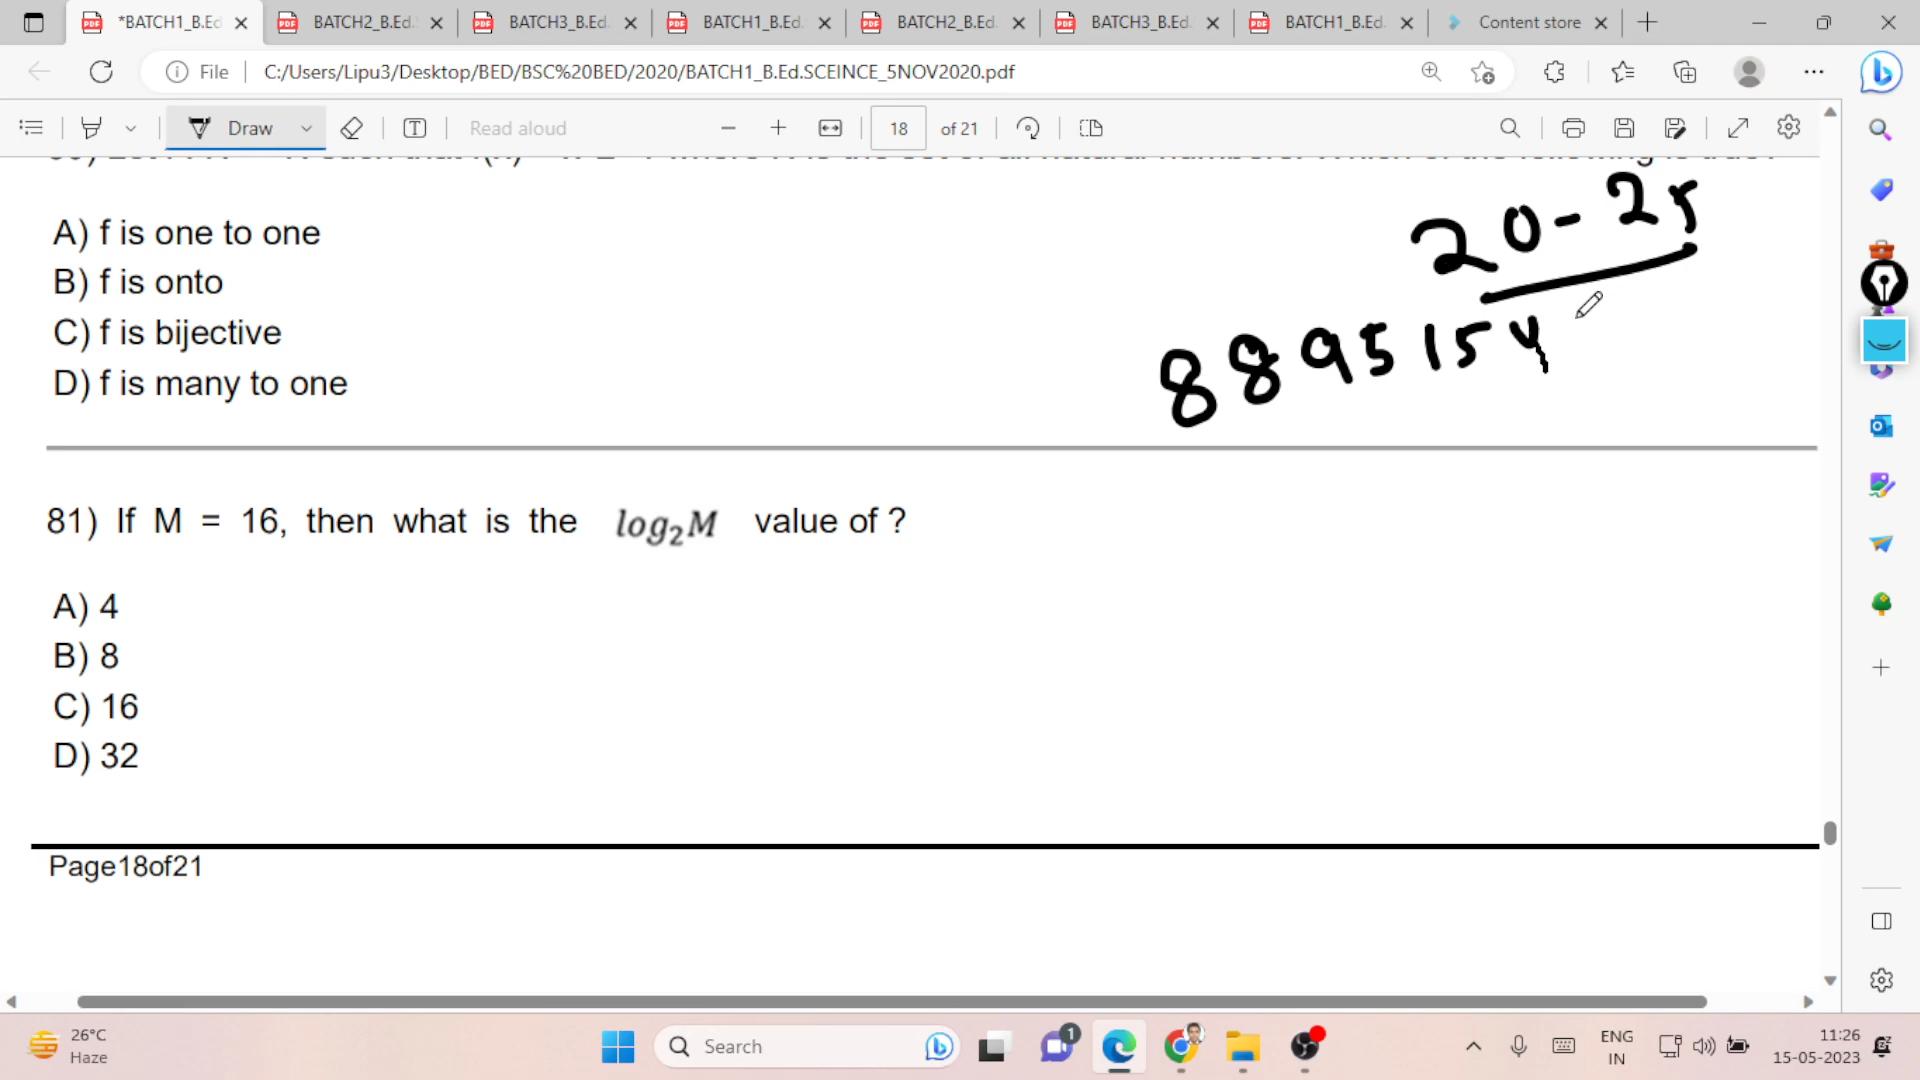 *BATCH1_B.Ed
BATCH2_B.Ed.
BATCH3_B.Ed.
BATCH1_B.Ed.
BATCH2_B.Ed.
BATCH3_B.Ed.
BATCH1_B.Ed.
Content store
File
C:/Users/Lipu3/Desktop/BED/BSC%20BED/2020/BATCH1_B.Ed.SCEINCE_5NOV2020.pdf
Draw
Read aloud
18 of 21
20-25
A) f is one to one
B) f is onto
C) f is bijective
D) f is many to one
8895154
81) If M = 16, then what is the log₂M value of ?
A) 4
B) 8
C) 16
D) 32
Page18of21
26°C
Haze
Search
1
ENG
IN
11:26
15-05-2023